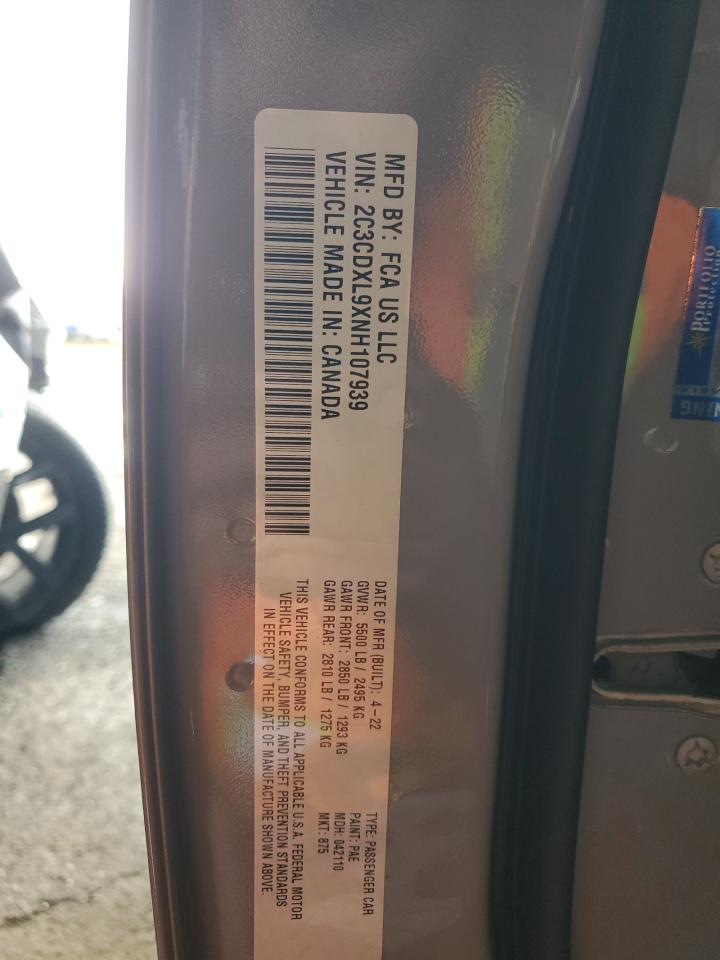 MFD BY: FCA US LLC
VIN: 2C3CDXL9XNH107939
VEHICLE MADE IN: CANADA
DATE OF MFR (BUILT): 4-22
GVWR: 5500 LB / 2495 KG
GAWR FRONT: 2850 LB / 1293 KG
GAWR REAR: 2810 LB / 1275 KG
TYPE: PASSENGER CAR
PAINT: PAE
MDH: 042110
MKT: 875
THIS VEHICLE CONFORMS TO ALL APPLICABLE U.S.A. FEDERAL MOTOR
VEHICLE SAFETY, BUMPER, AND THEFT PREVENTION STANDARDS
IN EFFECT ON THE DATE OF MANUFACTURE SHOWN ABOVE.
PORTFOLIO